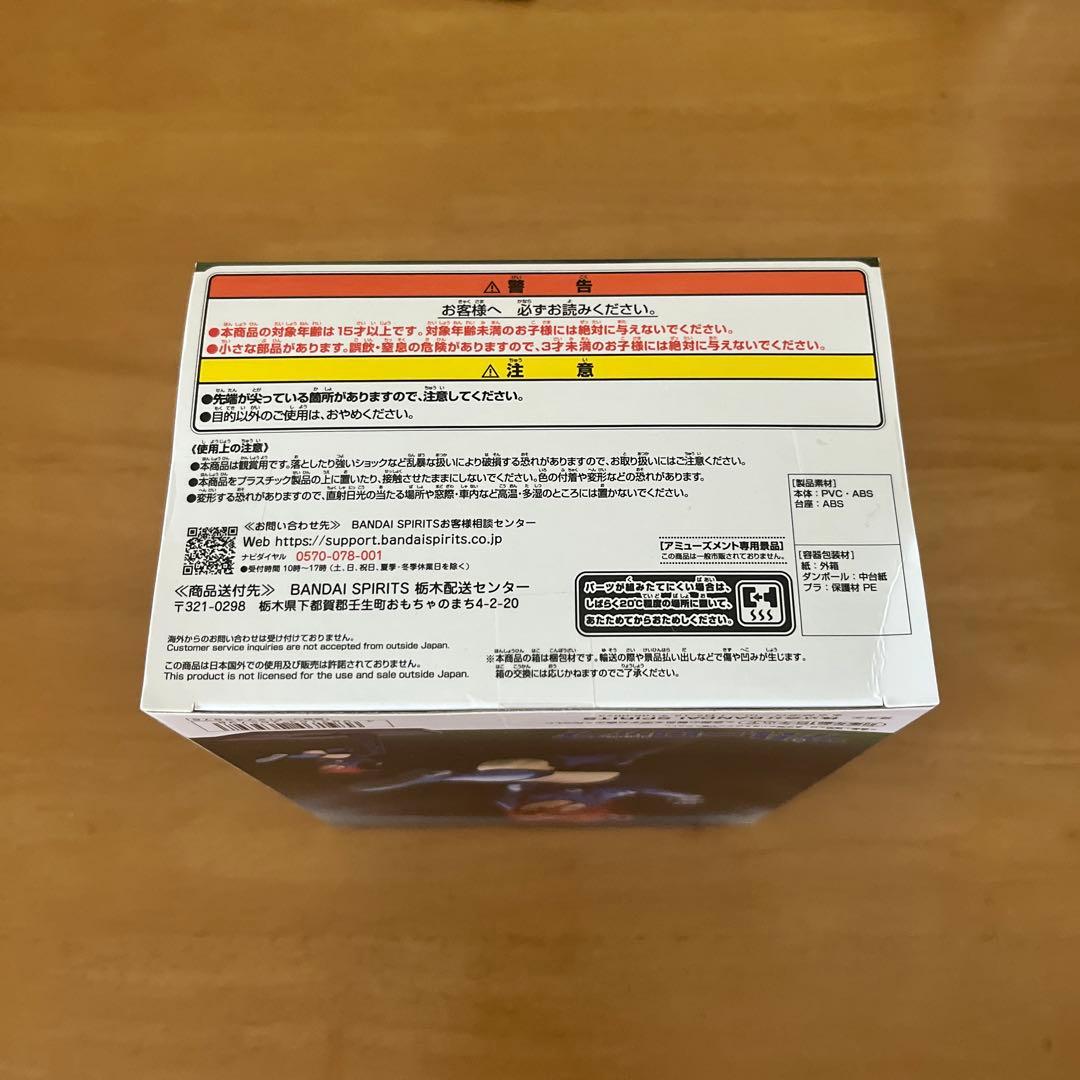 ⚠警告
お客様へ 必ずお読みください。
●本商品の対象年齢は15才以上です。対象年齢未満のお子様には絶対に与えないでください。
●小さな部品があります。誤飲・窒息の危険がありますので、3才未満のお子様には絶対に与えないでください。
⚠注意
●先端が尖っている箇所がありますので、注意してください。
●目的以外のご使用は、おやめください。
《使用上の注意》
●本商品は観賞用です。落としたり強いショックなど乱暴な扱いにより破損する恐れがありますので、お取り扱いにはご注意ください。
●本商品をプラスチック製品の上に置いたり、接触させたままにしないでください。色の付着や変形などの恐れがあります。
●変形する恐れがありますので、直射日光の当たる場所や窓際・車内など高温・多湿のところには置かないでください。
≪お問い合わせ先≫ BANDAI SPIRITSお客様相談センター
Web https://support.bandaispirits.co.jp
ナビダイヤル 0570-078-001
●受付時間 10時〜17時(土、日、祝日、夏季・冬季休業日を除く)
≪商品送付先≫ BANDAI SPIRITS 栃木配送センター
〒321-0298 栃木県下都賀郡壬生町おもちゃのまち4-2-20
海外からのお問い合わせは受け付けておりません。
Customer service inquiries are not accepted from outside Japan.
この商品は日本国外での使用及び販売は許諾されておりません。
This product is not licensed for the use and sale outside Japan.
[アミューズメント専用景品]
この商品は一般市販されておりません。
パーツが組みたてにくい場合は、
しばらく20℃程度の場所に置いて、
あたためてからおためしください。
※本商品の箱は梱包材です。輸送の際や景品払い出しなどで傷や凹みが生じます。
箱の交換には応じかねますのでご了承ください。
[製品素材]
本体：PVC・ABS
台座：ABS
[容器包装材]
紙：外箱
ダンボール：中台紙
プラ：保護材 PE
BANDAI SPIRITS